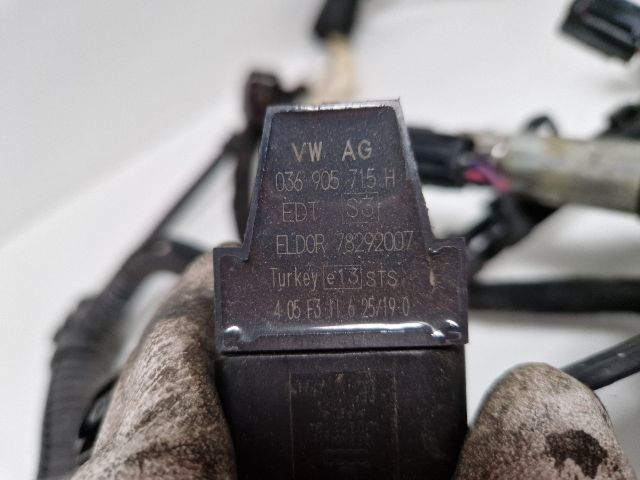 VW AG
036 905 715 H
EDT S3
ELDOR 78292007
Turkey e13 STS
4 05 F3 11 6 25/19 0